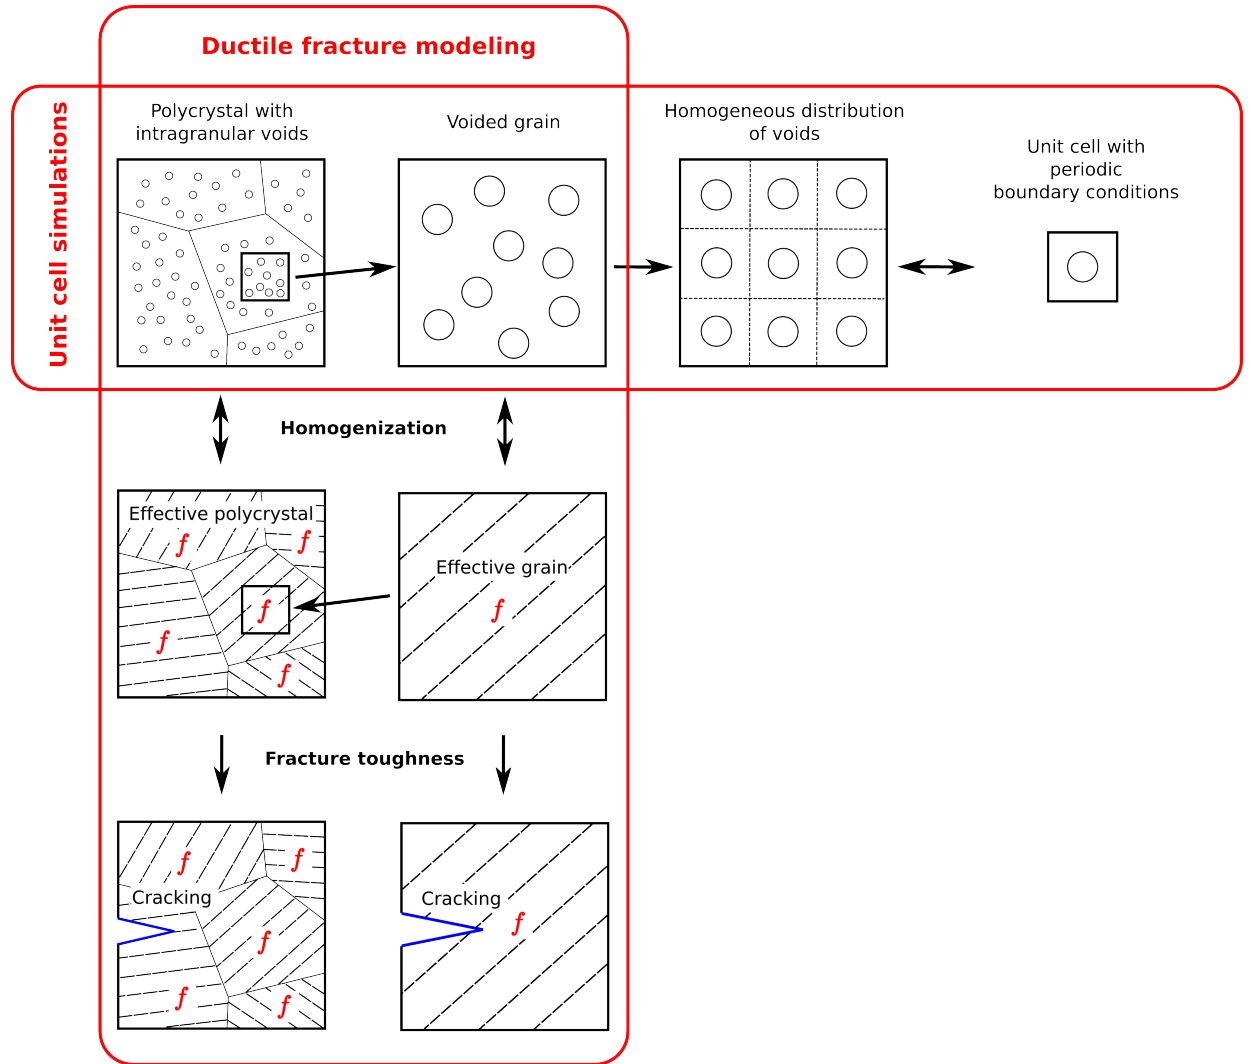 Ductile fracture modeling
Unit cell simulations
Polycrystal with
intragranular voids
Voided grain
Homogeneous distribution
of voids
Unit cell with
periodic
boundary conditions
Homogenization
Effective polycrystal
f
f
f
f
f
Effective grain
f
Fracture toughness
f
f
Cracking
f
f
f
Cracking
f